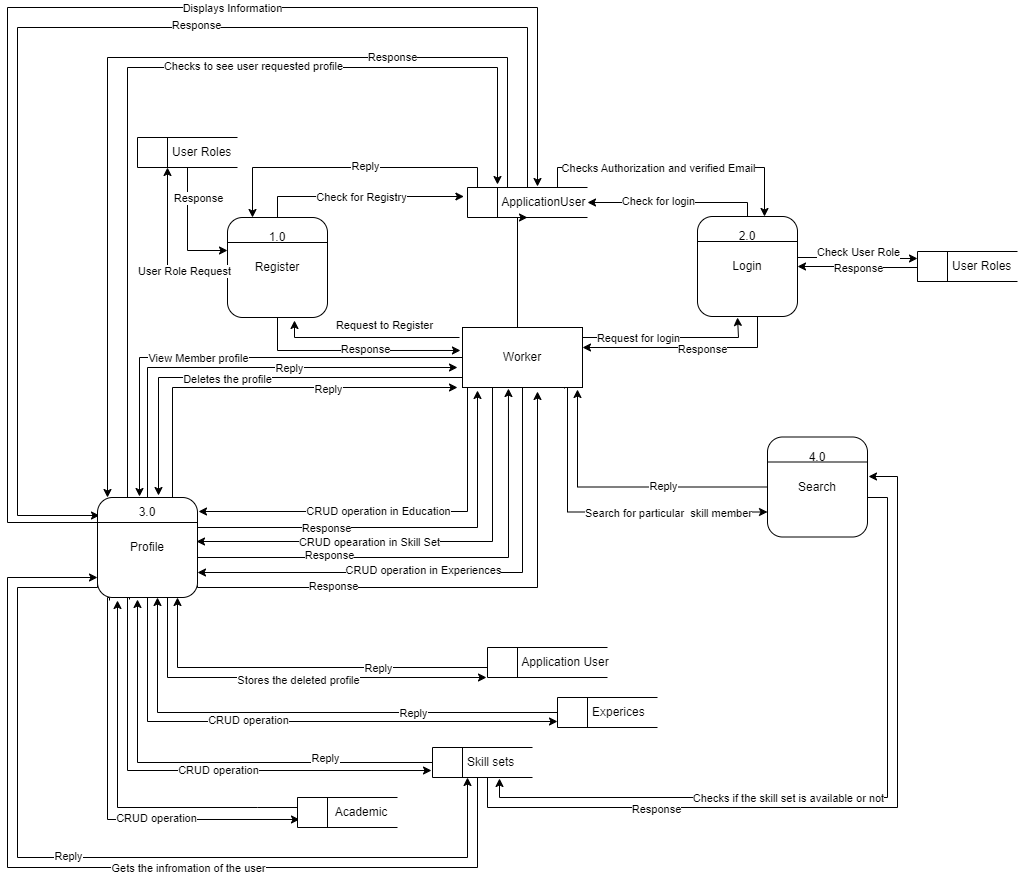 Displays Information
Response
Response
Checks to see user requested profile
User Roles
Reply
Checks Authorization and verified Email
Response
Check for Registry
ApplicationUser
Check for login
1.0
2.0
Register
Login
Check User Role
Response
User Roles
User Role Request
Request to Register
Response
Worker
Request for login
Response
View Member profile
Reply
Deletes the profile
Reply
4.0
Search
Reply
Search for particular  skill member
3.0
Profile
CRUD operation in Education
Response
CRUD opearation in Skill Set
Response
CRUD operation in Experiences
Response
Reply
Application User
Stores the deleted profile
Reply
Experices
CRUD operation
Reply
Skill sets
CRUD operation
Checks if the skill set is available or not
Response
Academic
CRUD operation
Reply
Gets the infromation of the user